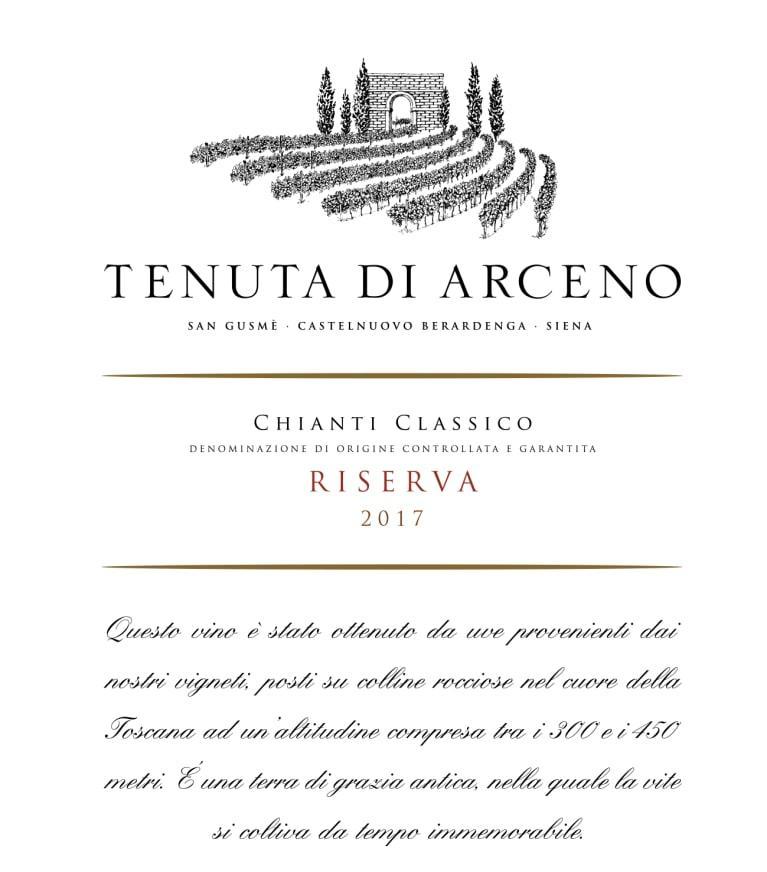 TENUTA DI ARCENO
SAN GUSMÈ · CASTELNUOVO BERARDENGA · SIENA
CHIANTI CLASSICO
DENOMINAZIONE DI ORIGINE CONTROLLATA E GARANTITA
RISERVA
2017
Questo vino è stato ottenuto da uve provenienti dai
nostri vigneti, posti su colline rocciose nel cuore della
Toscana ad un'altitudine compresa tra i 300 e i 450
metri. É una terra di grazia antica, nella quale la vite
si coltiva da tempo immemorabile.